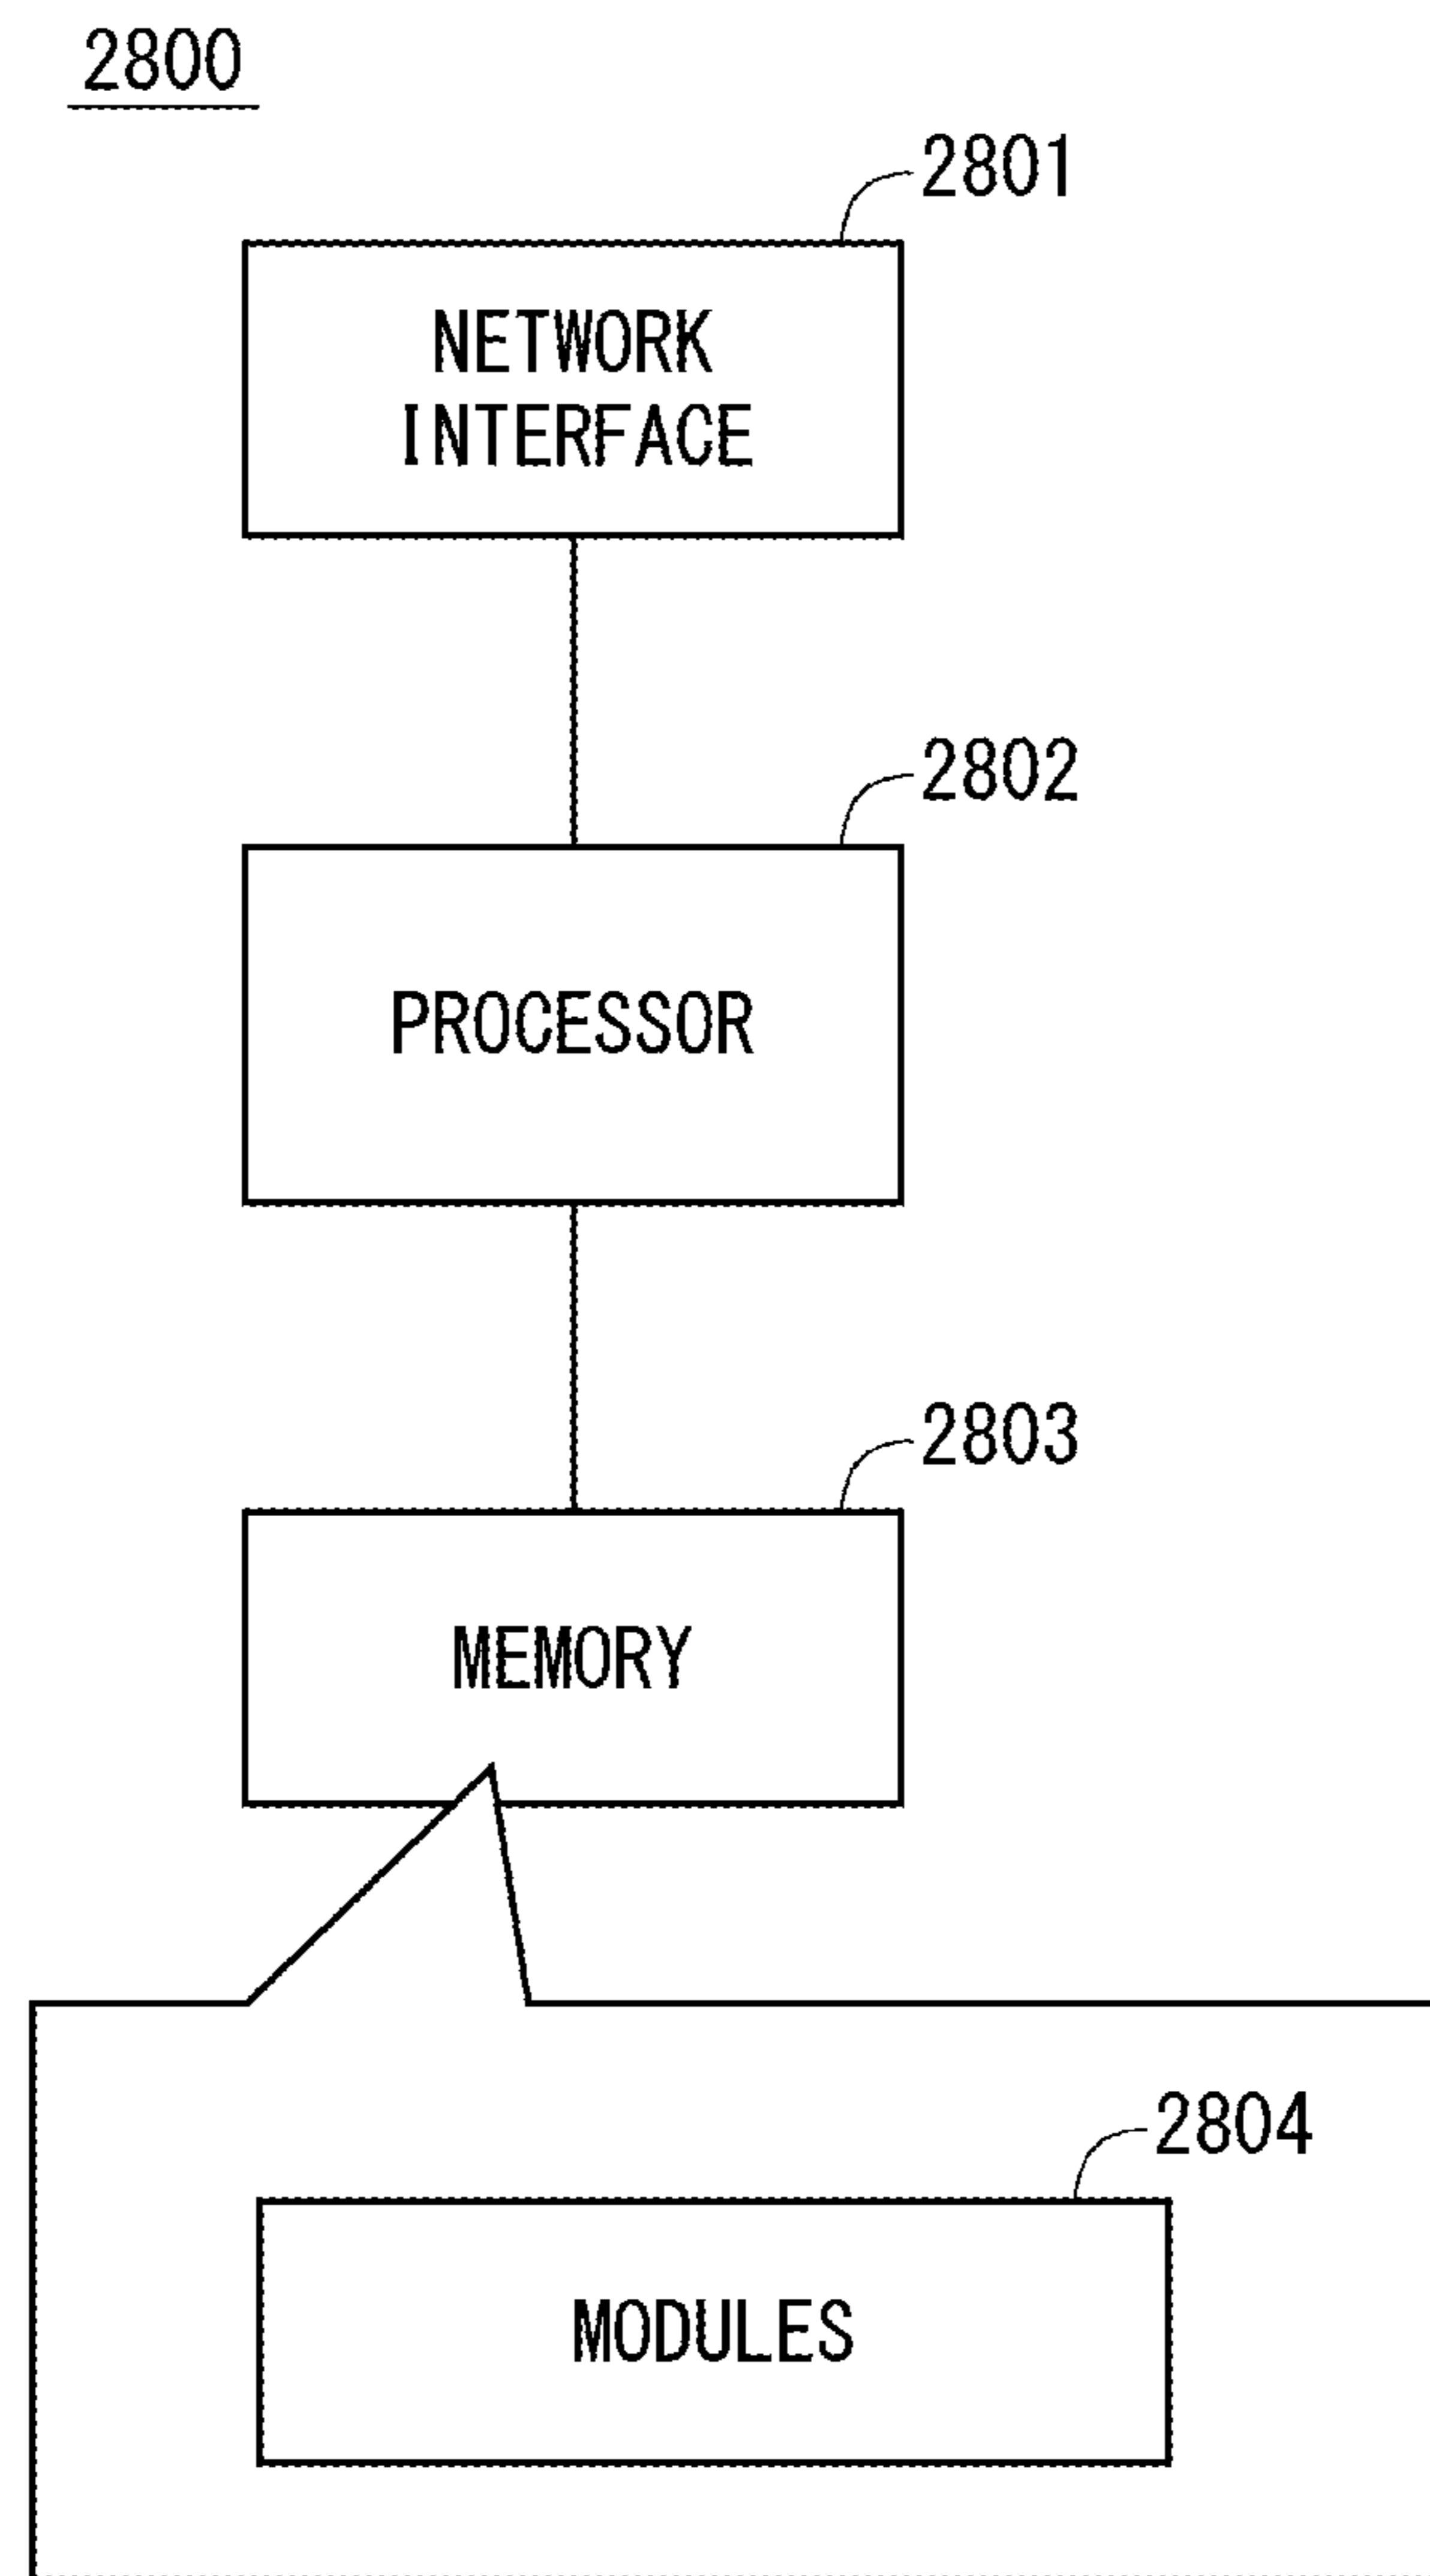 2800
2801
NETWORK
INTERFACE
2802
PROCESSOR
2803
MEMORY
2804
MODULES